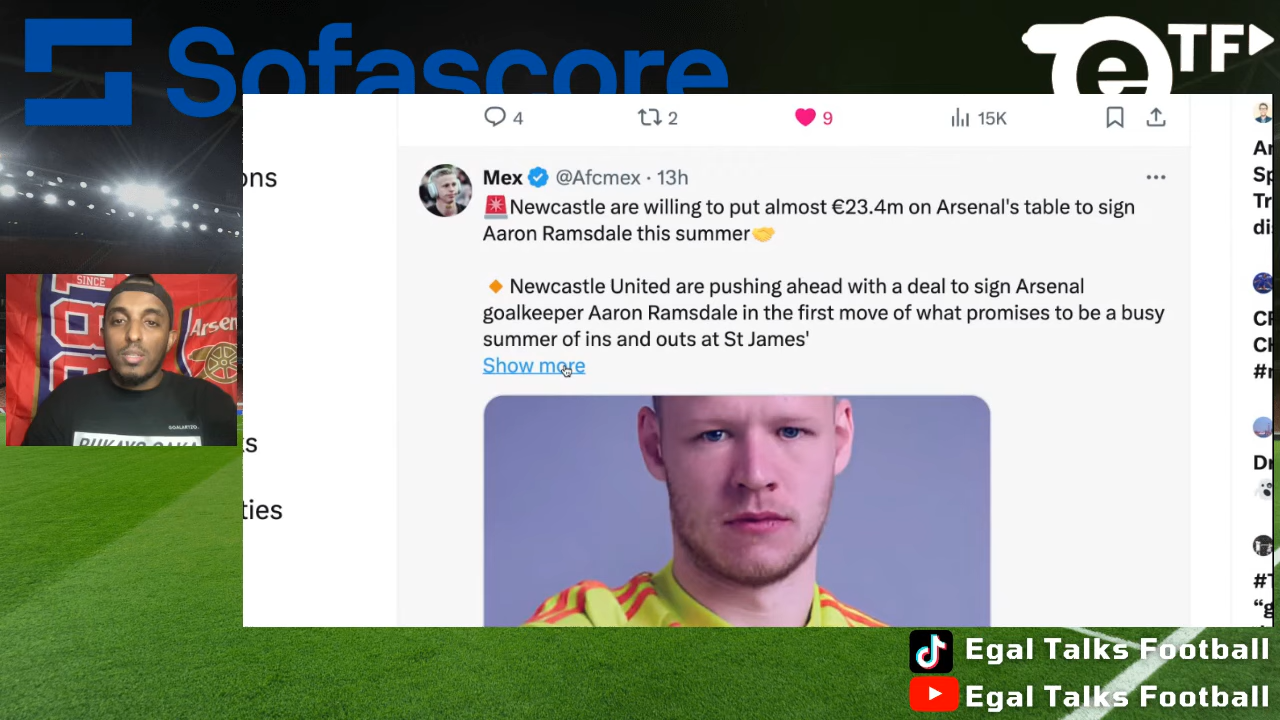 Sofascore
e TF
4 2 9 15K
ons
Mex @Afcmex · 13h
🚨Newcastle are willing to put almost €23.4m on Arsenal's table to sign
Aaron Ramsdale this summer🤝
🔸 Newcastle United are pushing ahead with a deal to sign Arsenal
goalkeeper Aaron Ramsdale in the first move of what promises to be a busy
summer of ins and outs at St James'
Show more
ties
SINCE
Arsen
GOALARTZO.
Egal Talks Football
Egal Talks Football